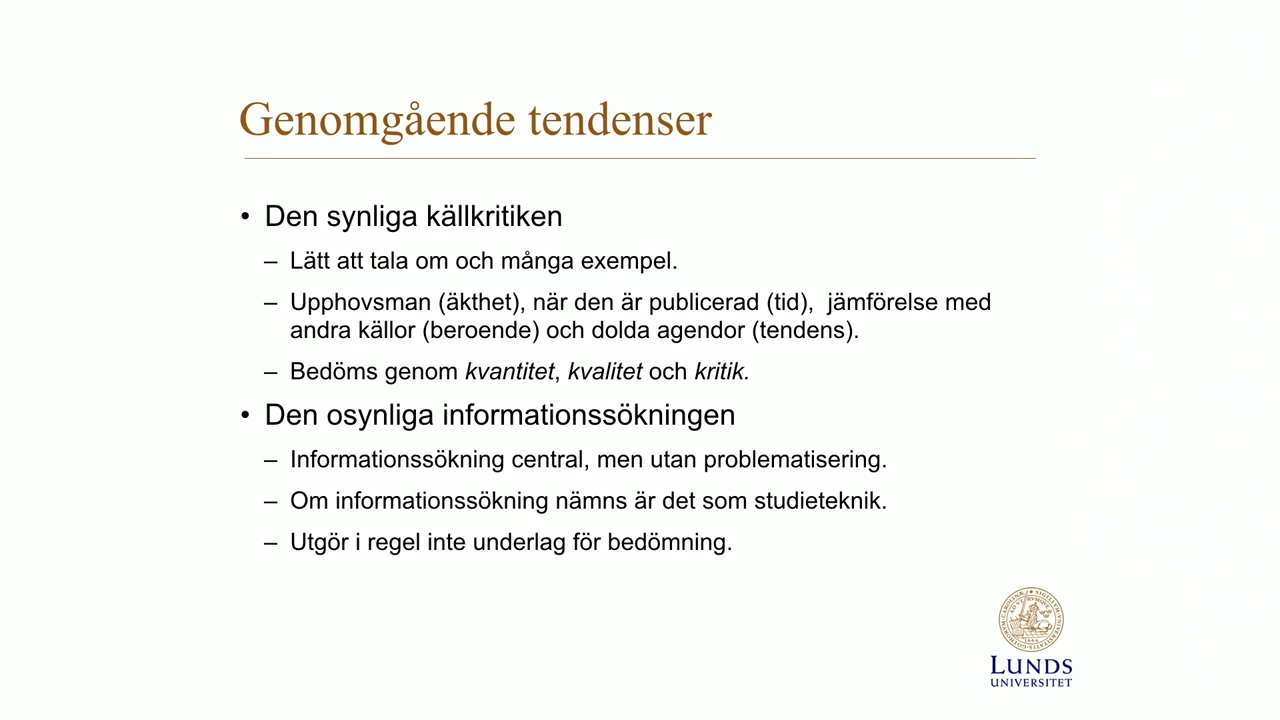 Genomgående tendenser
• Den synliga källkritiken
– Lätt att tala om och många exempel.
– Upphovsman (äkthet), när den är publicerad (tid),  jämförelse med
andra källor (beroende) och dolda agendor (tendens).
– Bedöms genom kvantitet, kvalitet och kritik.
• Den osynliga informationssökningen
– Informationssökning central, men utan problematisering.
– Om informationssökning nämns är det som studieteknik.
– Utgör i regel inte underlag för bedömning.
LUNDS
UNIVERSITET